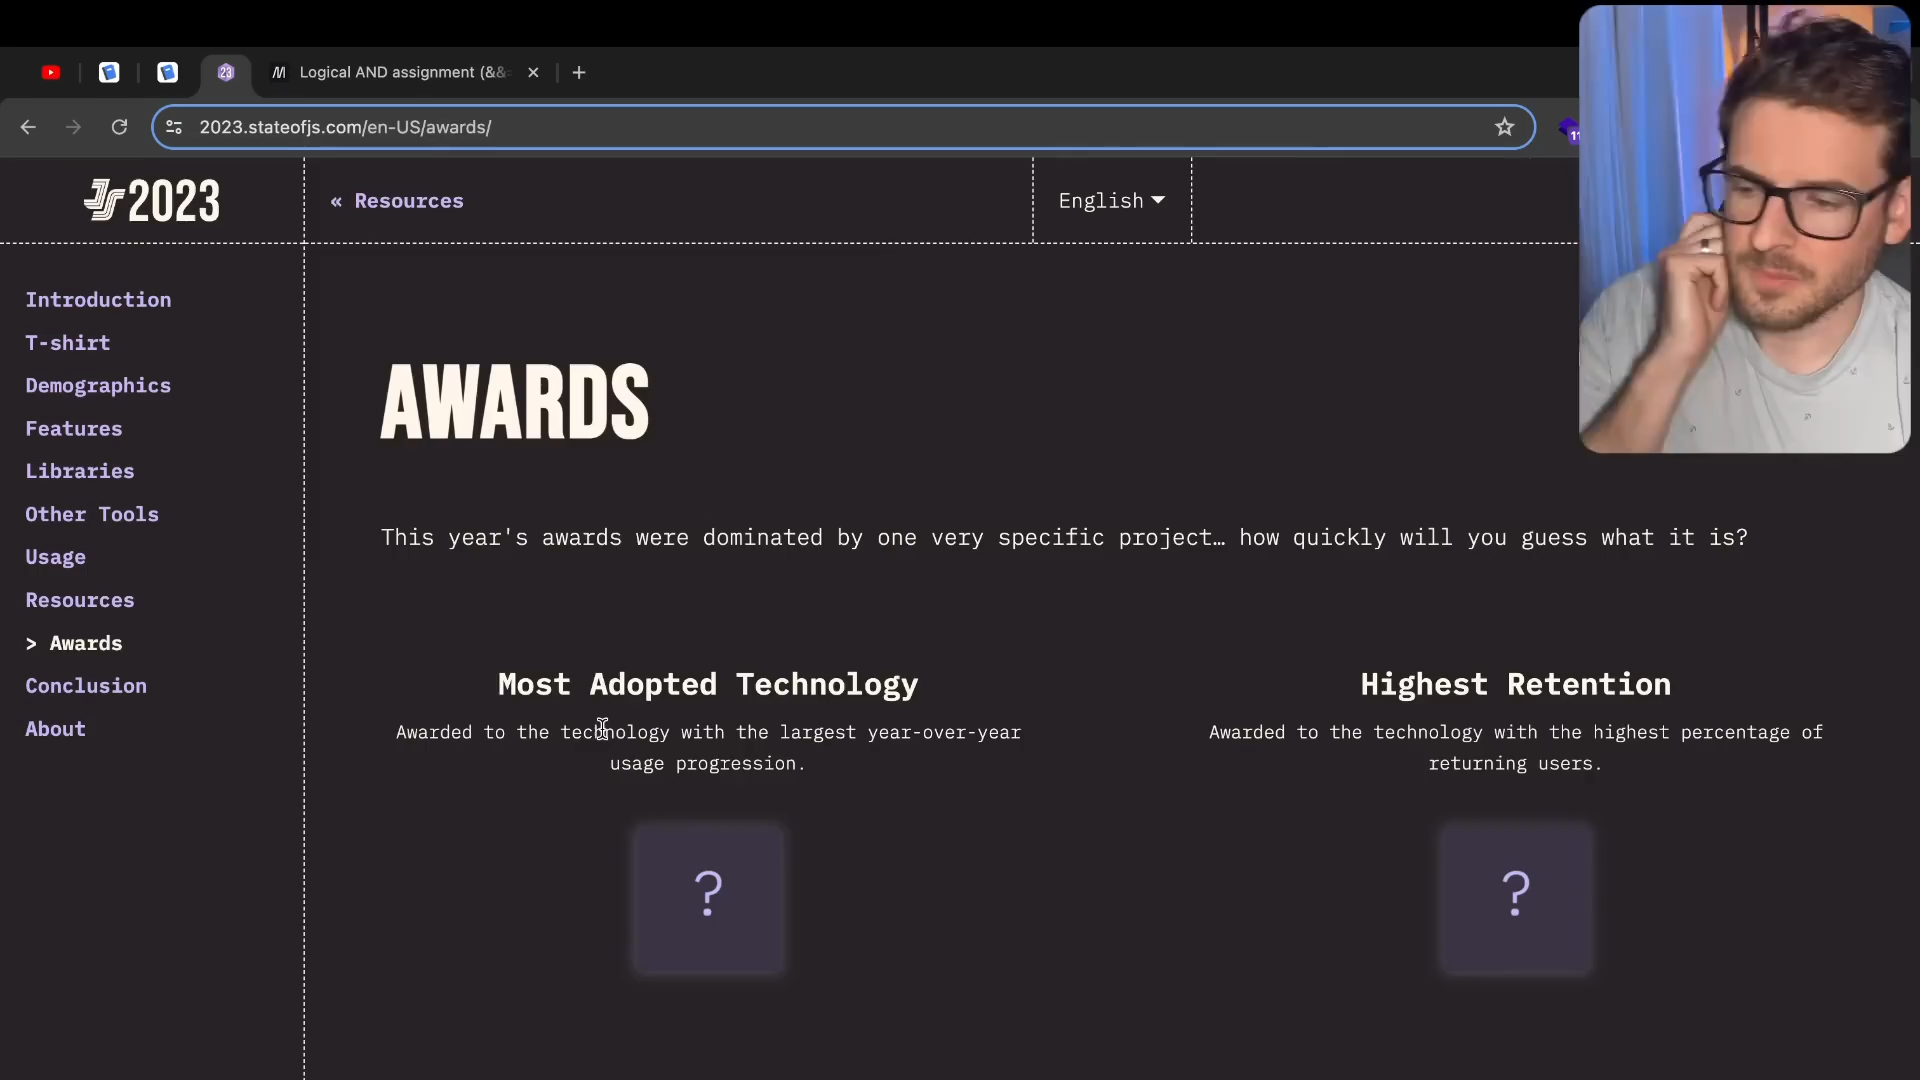 Logical AND assignment (&&
2023.stateofjs.com/en-US/awards/
11
JS 2023
« Resources
English
Introduction
T-shirt
Demographics
Features
Libraries
Other Tools
Usage
Resources
> Awards
Conclusion
About
AWARDS
This year's awards were dominated by one very specific project… how quickly will you guess what it is?
Most Adopted Technology
Awarded to the technology with the largest year-over-year
usage progression.
?
Highest Retention
Awarded to the technology with the highest percentage of
returning users.
?